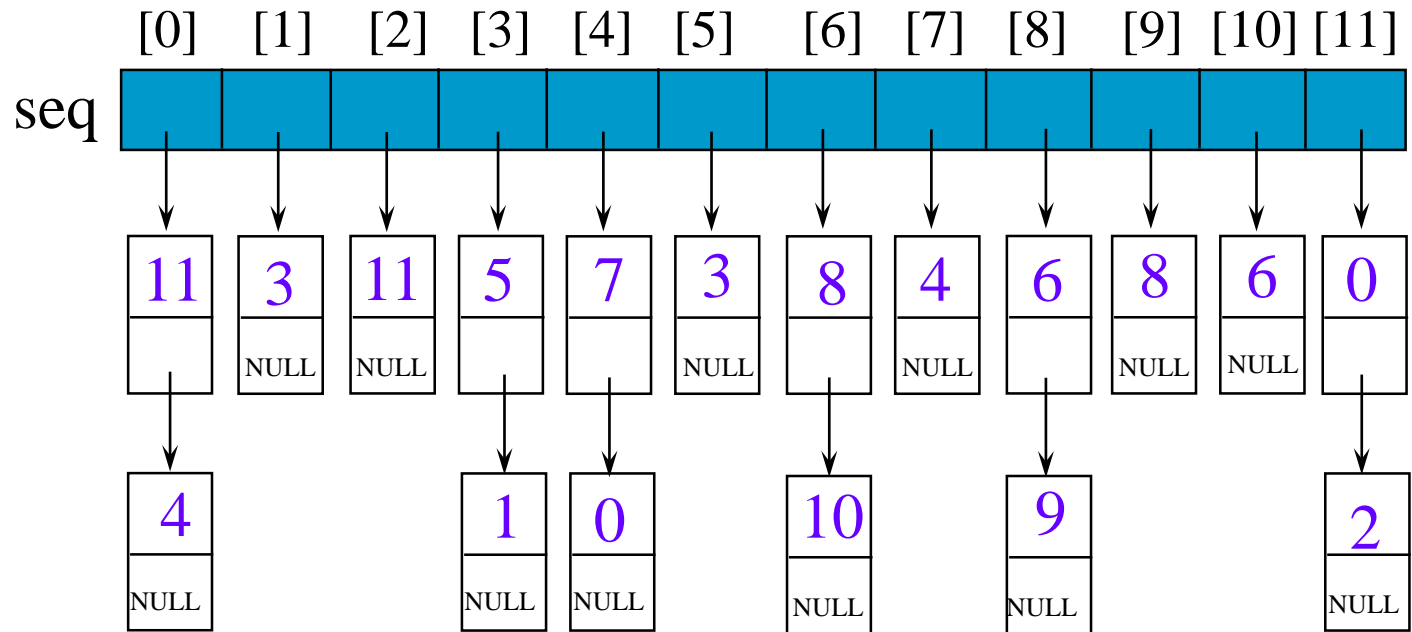 [0] [1] [2] [3] [4] [5] [6] [7] [8] [9] [10] [11]
seq
11 3 11 5 7 3 8 4 6 8 6 0
NULL NULL NULL NULL NULL NULL
4 1 0 10 9 2
NULL NULL NULL NULL NULL NULL